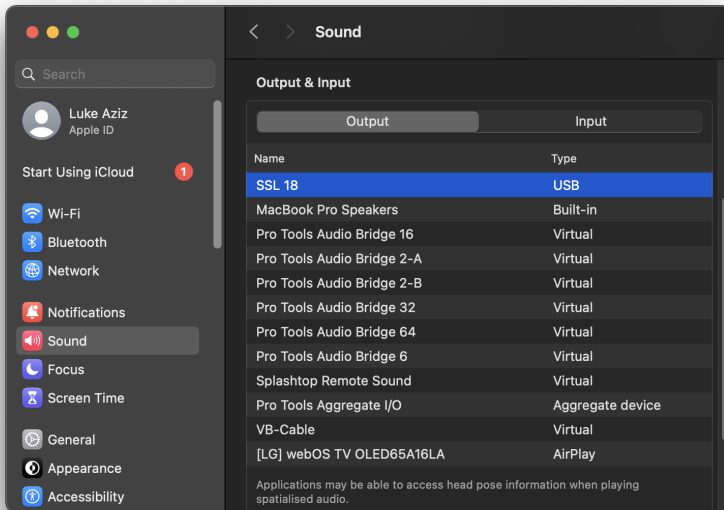 Sound
Search
Luke Aziz
Apple ID
Start Using iCloud 1
Wi-Fi
Bluetooth
Network
Notifications
Sound
Focus
Screen Time
General
Appearance
Accessibility
Output & Input
Output Input
Name Type
SSL 18 USB
MacBook Pro Speakers Built-in
Pro Tools Audio Bridge 16 Virtual
Pro Tools Audio Bridge 2-A Virtual
Pro Tools Audio Bridge 2-B Virtual
Pro Tools Audio Bridge 32 Virtual
Pro Tools Audio Bridge 64 Virtual
Pro Tools Audio Bridge 6 Virtual
Splashtop Remote Sound Virtual
Pro Tools Aggregate I/O Aggregate device
VB-Cable Virtual
[LG] webOS TV OLED65A16LA AirPlay
Applications may be able to access head pose information when playing
spatialised audio.